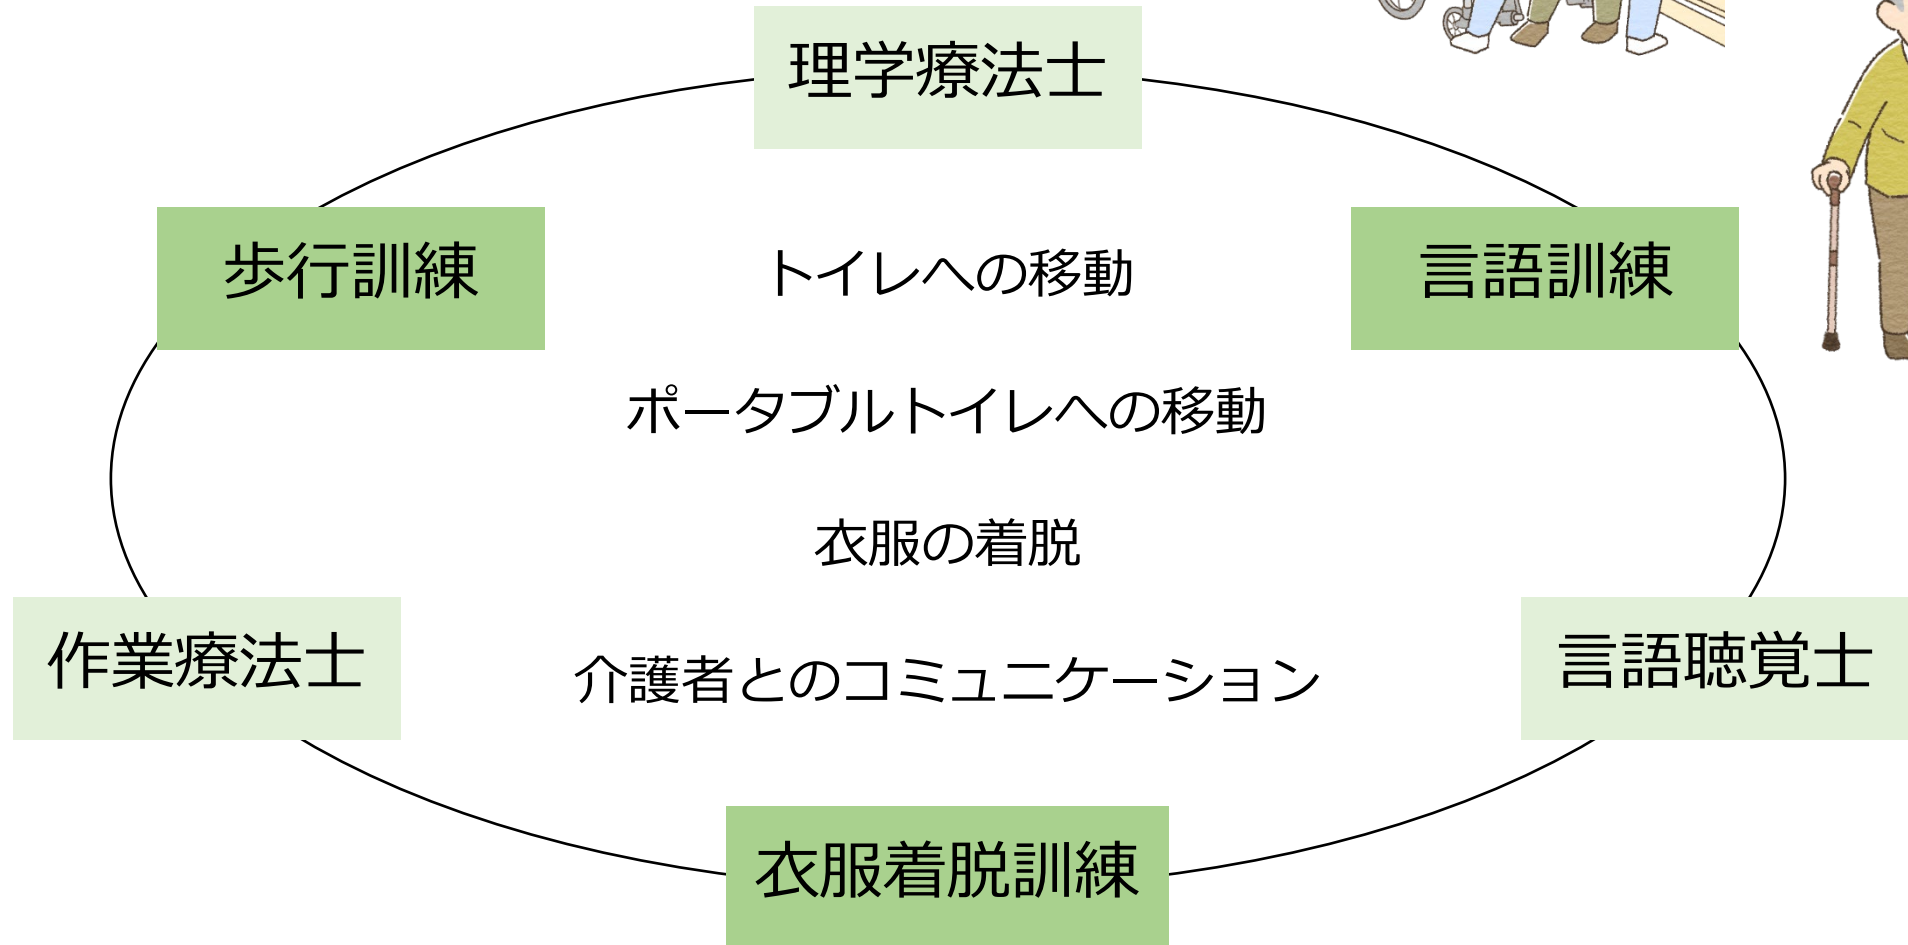 理学療法士
歩行訓練
トイレへの移動
言語訓練
ポータブルトイレへの移動
衣服の着脱
作業療法士
介護者とのコミュニケーション
言語聴覚士
衣服着脱訓練